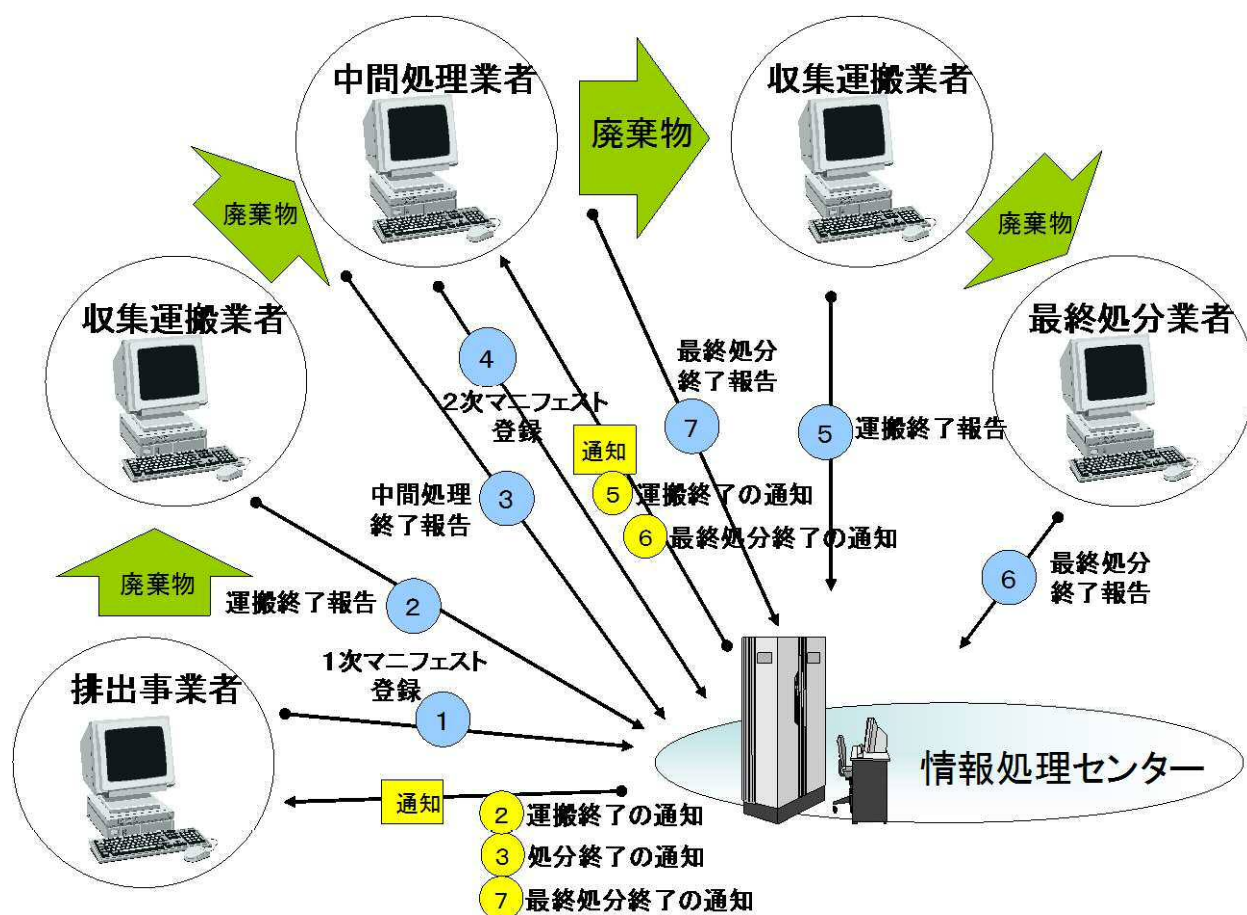 中間処理業者
収集運搬業者
廃棄物
廃棄物
廃棄物
収集運搬業者
最終処分業者
4
最終処分
終了報告
2次マニフェスト
登録
7
5
運搬終了報告
通知
中間処理
終了報告
3
5
運搬終了の通知
6
最終処分終了の通知
6
最終処分
終了報告
廃棄物
運搬終了報告
2
1次マニフェスト
登録
1
排出事業者
情報処理センター
通知
2
運搬終了の通知
3
処分終了の通知
7
最終処分終了の通知